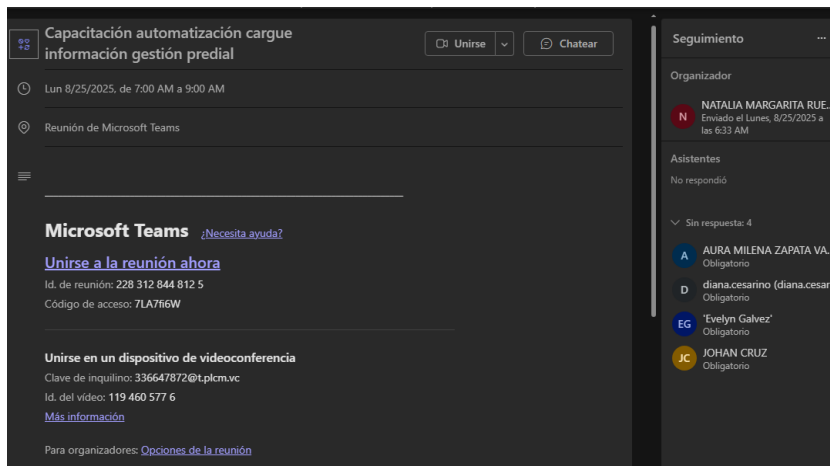 Capacitación automatización cargue
información gestión predial
Unirse
Chatear
Lun 8/25/2025, de 7:00 AM a 9:00 AM
Reunión de Microsoft Teams
Microsoft Teams ¿Necesita ayuda?
Unirse a la reunión ahora
Id. de reunión: 228 312 844 812 5
Código de acceso: 7LA7fi6W
Unirse en un dispositivo de videoconferencia
Clave de inquilino: 336647872@t.plcm.vc
Id. del vídeo: 119 460 577 6
Más información
Para organizadores: Opciones de la reunión
Seguimiento ...
Organizador
N
NATALIA MARGARITA RUE..
Enviado el Lunes, 8/25/2025 a
las 6:33 AM
Asistentes
No respondió
Sin respuesta: 4
A
AURA MILENA ZAPATA VA..
Obligatorio
D
diana.cesarino (diana.cesar
Obligatorio
EG
'Evelyn Galvez'
Obligatorio
JC
JOHAN CRUZ
Obligatorio